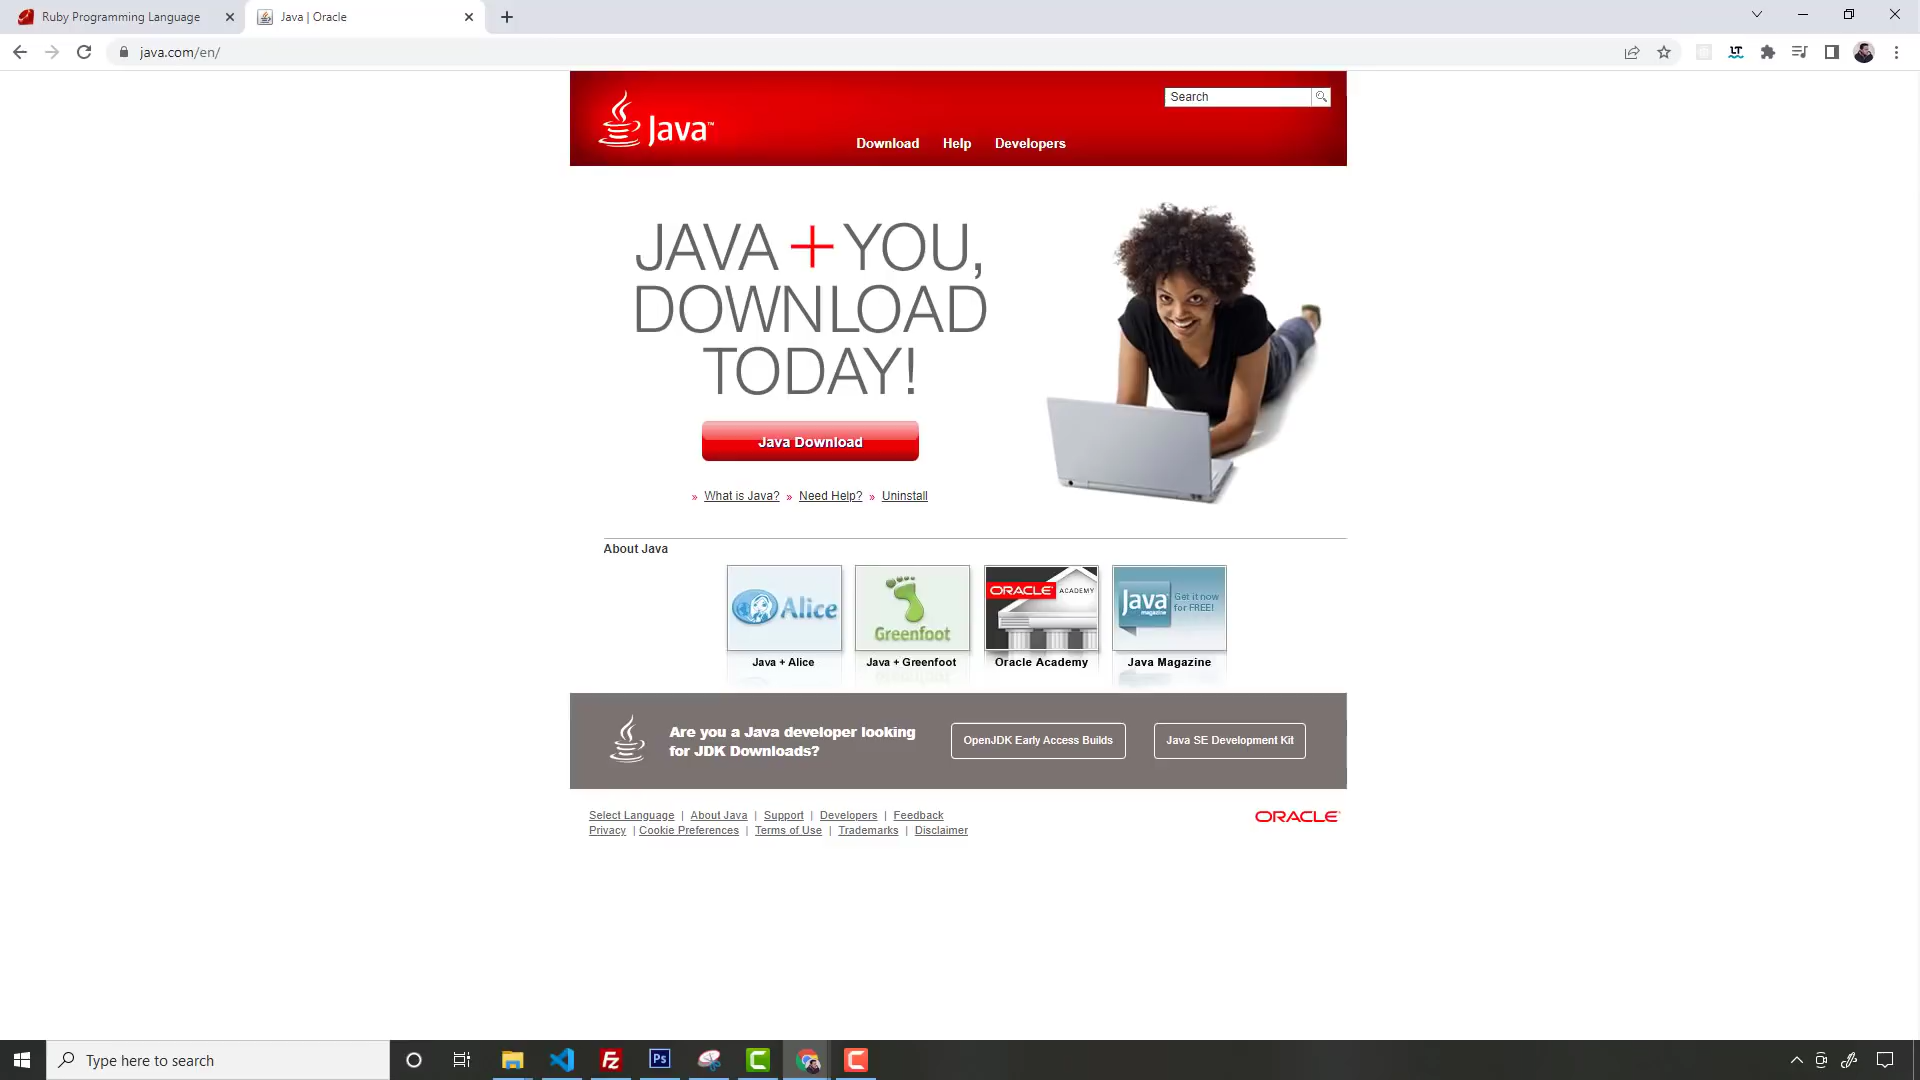 Ruby Programming Language
Java | Oracle
java.com/en/
LT
Search
Java™
Download Help Developers
JAVA + YOU,
DOWNLOAD
TODAY!
Java Download
» What is Java? » Need Help? » Uninstall
About Java
Alice
Greenfoot
ORACLE ACADEMY
Java magazine Get it now for FREE!
Java + Alice
Java + Greenfoot
Oracle Academy
Java Magazine
Are you a Java developer looking
for JDK Downloads?
OpenJDK Early Access Builds
Java SE Development Kit
Select Language | About Java | Support | Developers | Feedback
Privacy | Cookie Preferences | Terms of Use | Trademarks | Disclaimer
ORACLE
Type here to search
Fz
Ps
C
C